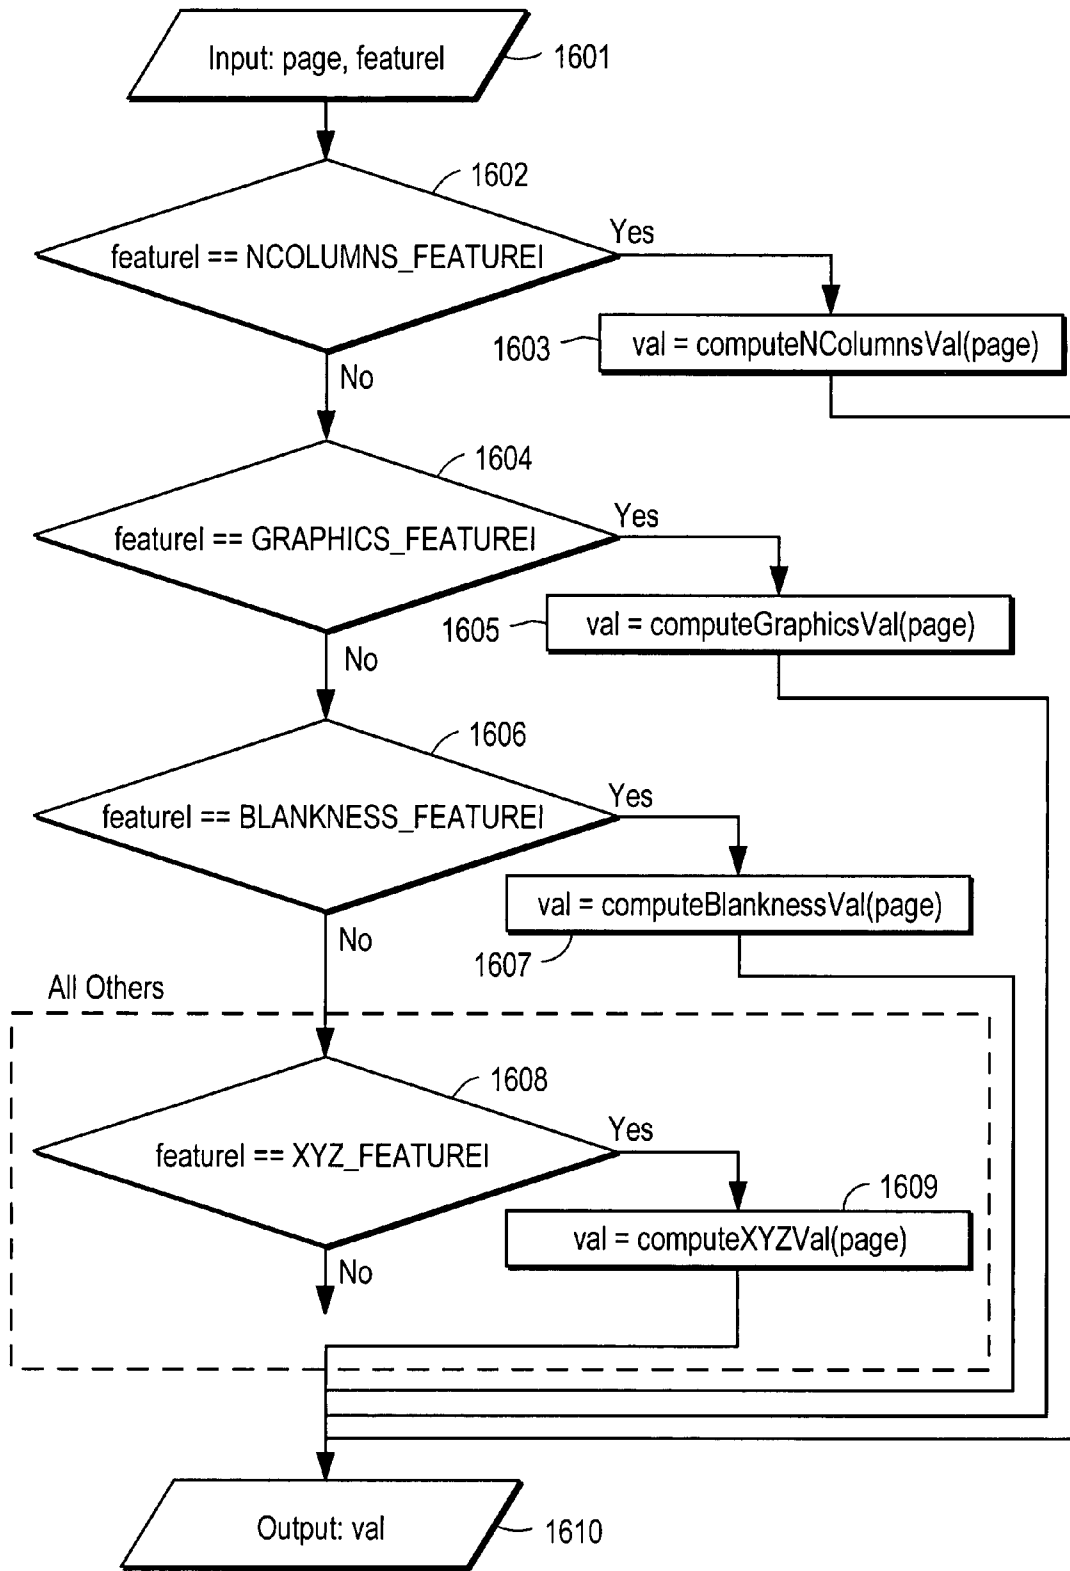 Input: page, featureI
1601
1602
featureI == NCOLUMNS_FEATUREI
Yes
1603
val = computeNColumnsVal(page)
No
1604
featureI == GRAPHICS_FEATUREI
Yes
1605
val = computeGraphicsVal(page)
No
1606
featureI == BLANKNESS_FEATUREI
Yes
val = computeBlanknessVal(page)
1607
No
All Others
1608
featureI == XYZ_FEATUREI
Yes
1609
val = computeXYZVal(page)
No
Output: val
1610